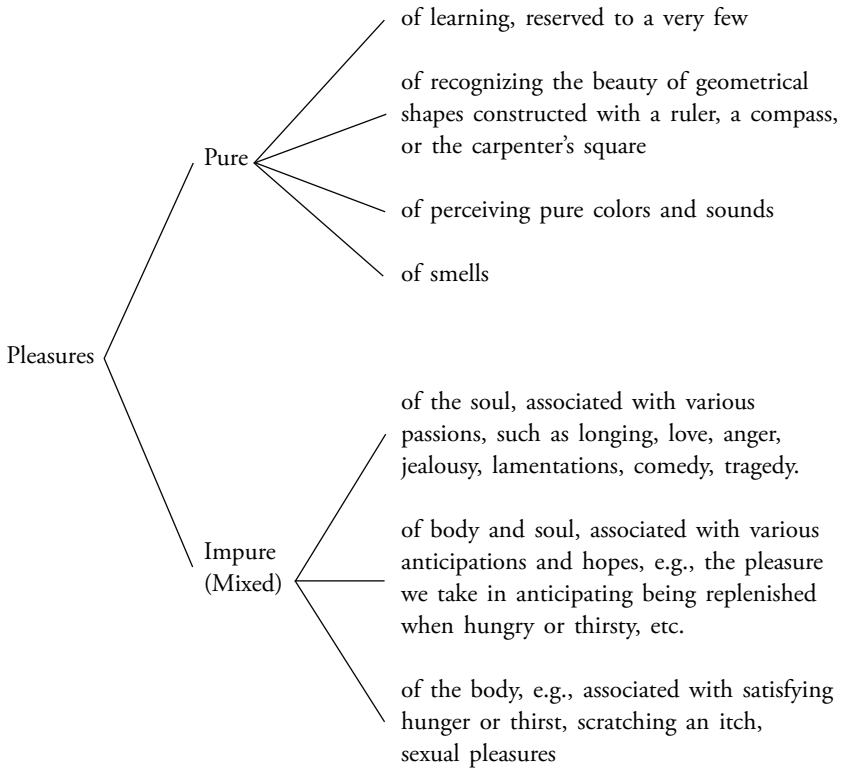 of learning, reserved to a very few
of recognizing the beauty of geometrical
shapes constructed with a ruler, a compass,
or the carpenter's square
Pure
of perceiving pure colors and sounds
of smells
Pleasures
of the soul, associated with various
passions, such as longing, love, anger,
jealousy, lamentations, comedy, tragedy.
of body and soul, associated with various
Impure
(Mixed)
anticipations and hopes, e.g., the pleasure
we take in anticipating being replenished
when hungry or thirsty, etc.
of the body, e.g., associated with satisfying
hunger or thirst, scratching an itch,
sexual pleasures